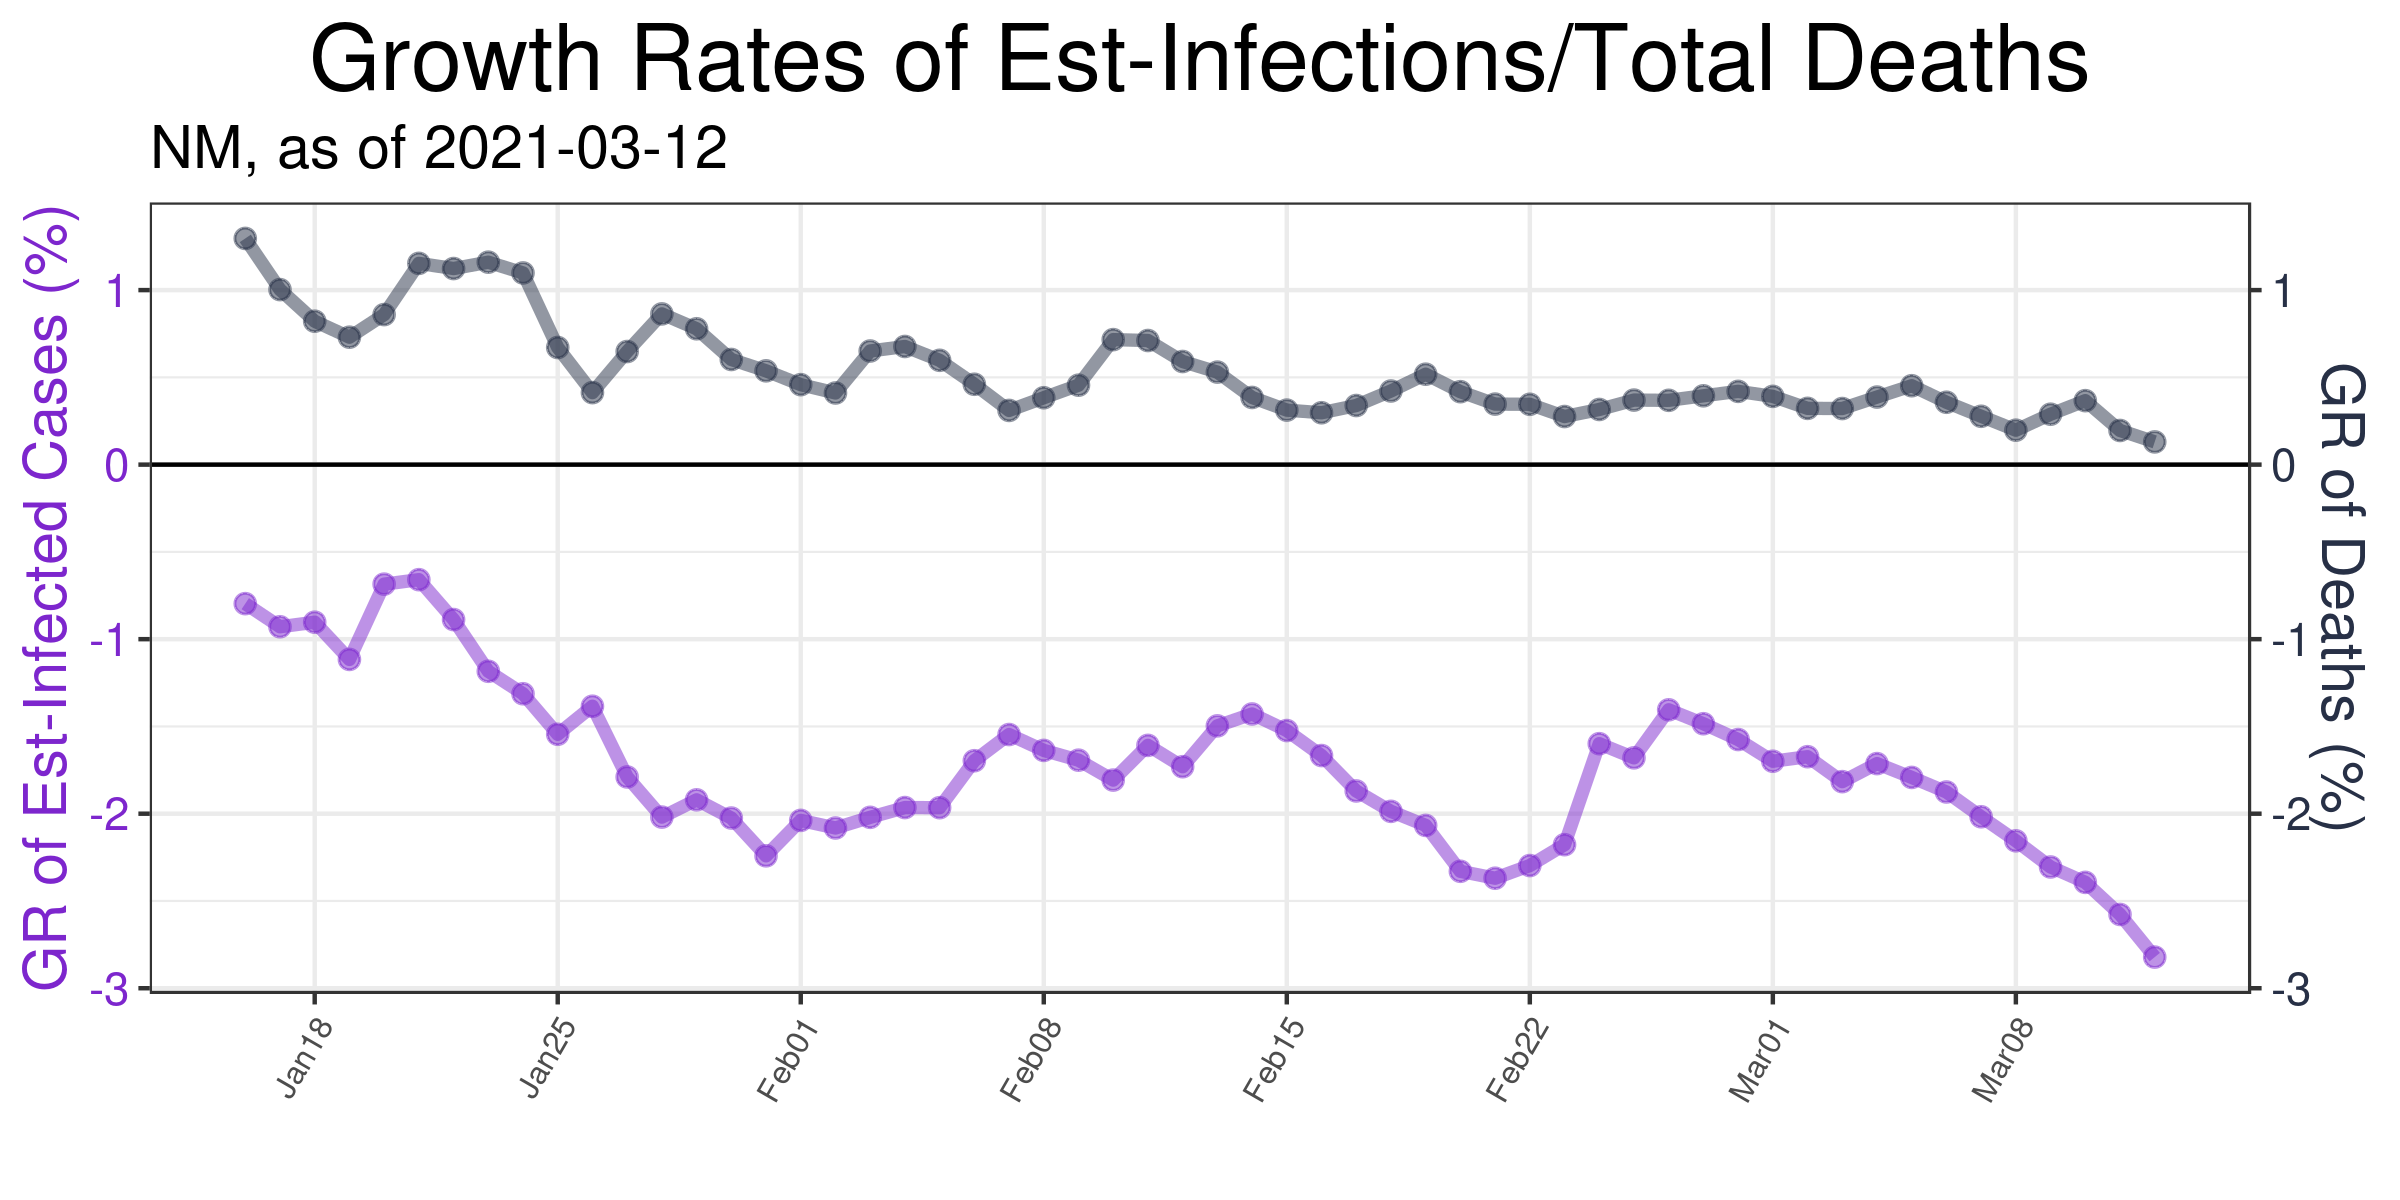 Growth Rates of Est-Infections/Total Deaths
NM, as of 2021-03-12
GR of Est-Infected Cases (%)
1
0
-1
-2
-3
1
0
-1
-2
-3
GR of Deaths (%)
Jan18
Jan25
Feb01
Feb08
Feb15
Feb22
Mar01
Mar08